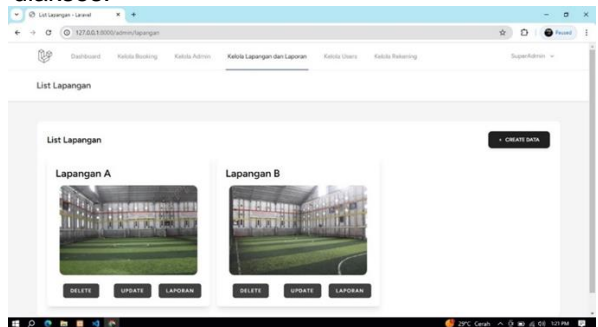 List Lapangan - Laravel
127.0.0.1:8000/admin/lapangan
Paused
Dashboard Kelola Booking Kelola Admin Kelola Lapangan dan Laporan Kelola Users Kelola Rekening SuperAdmin
List Lapangan
List Lapangan
+ CREATE DATA
Lapangan A Lapangan B
DELETE UPDATE LAPORAN DELETE UPDATE LAPORAN
29°C Cerah 1:21 PM